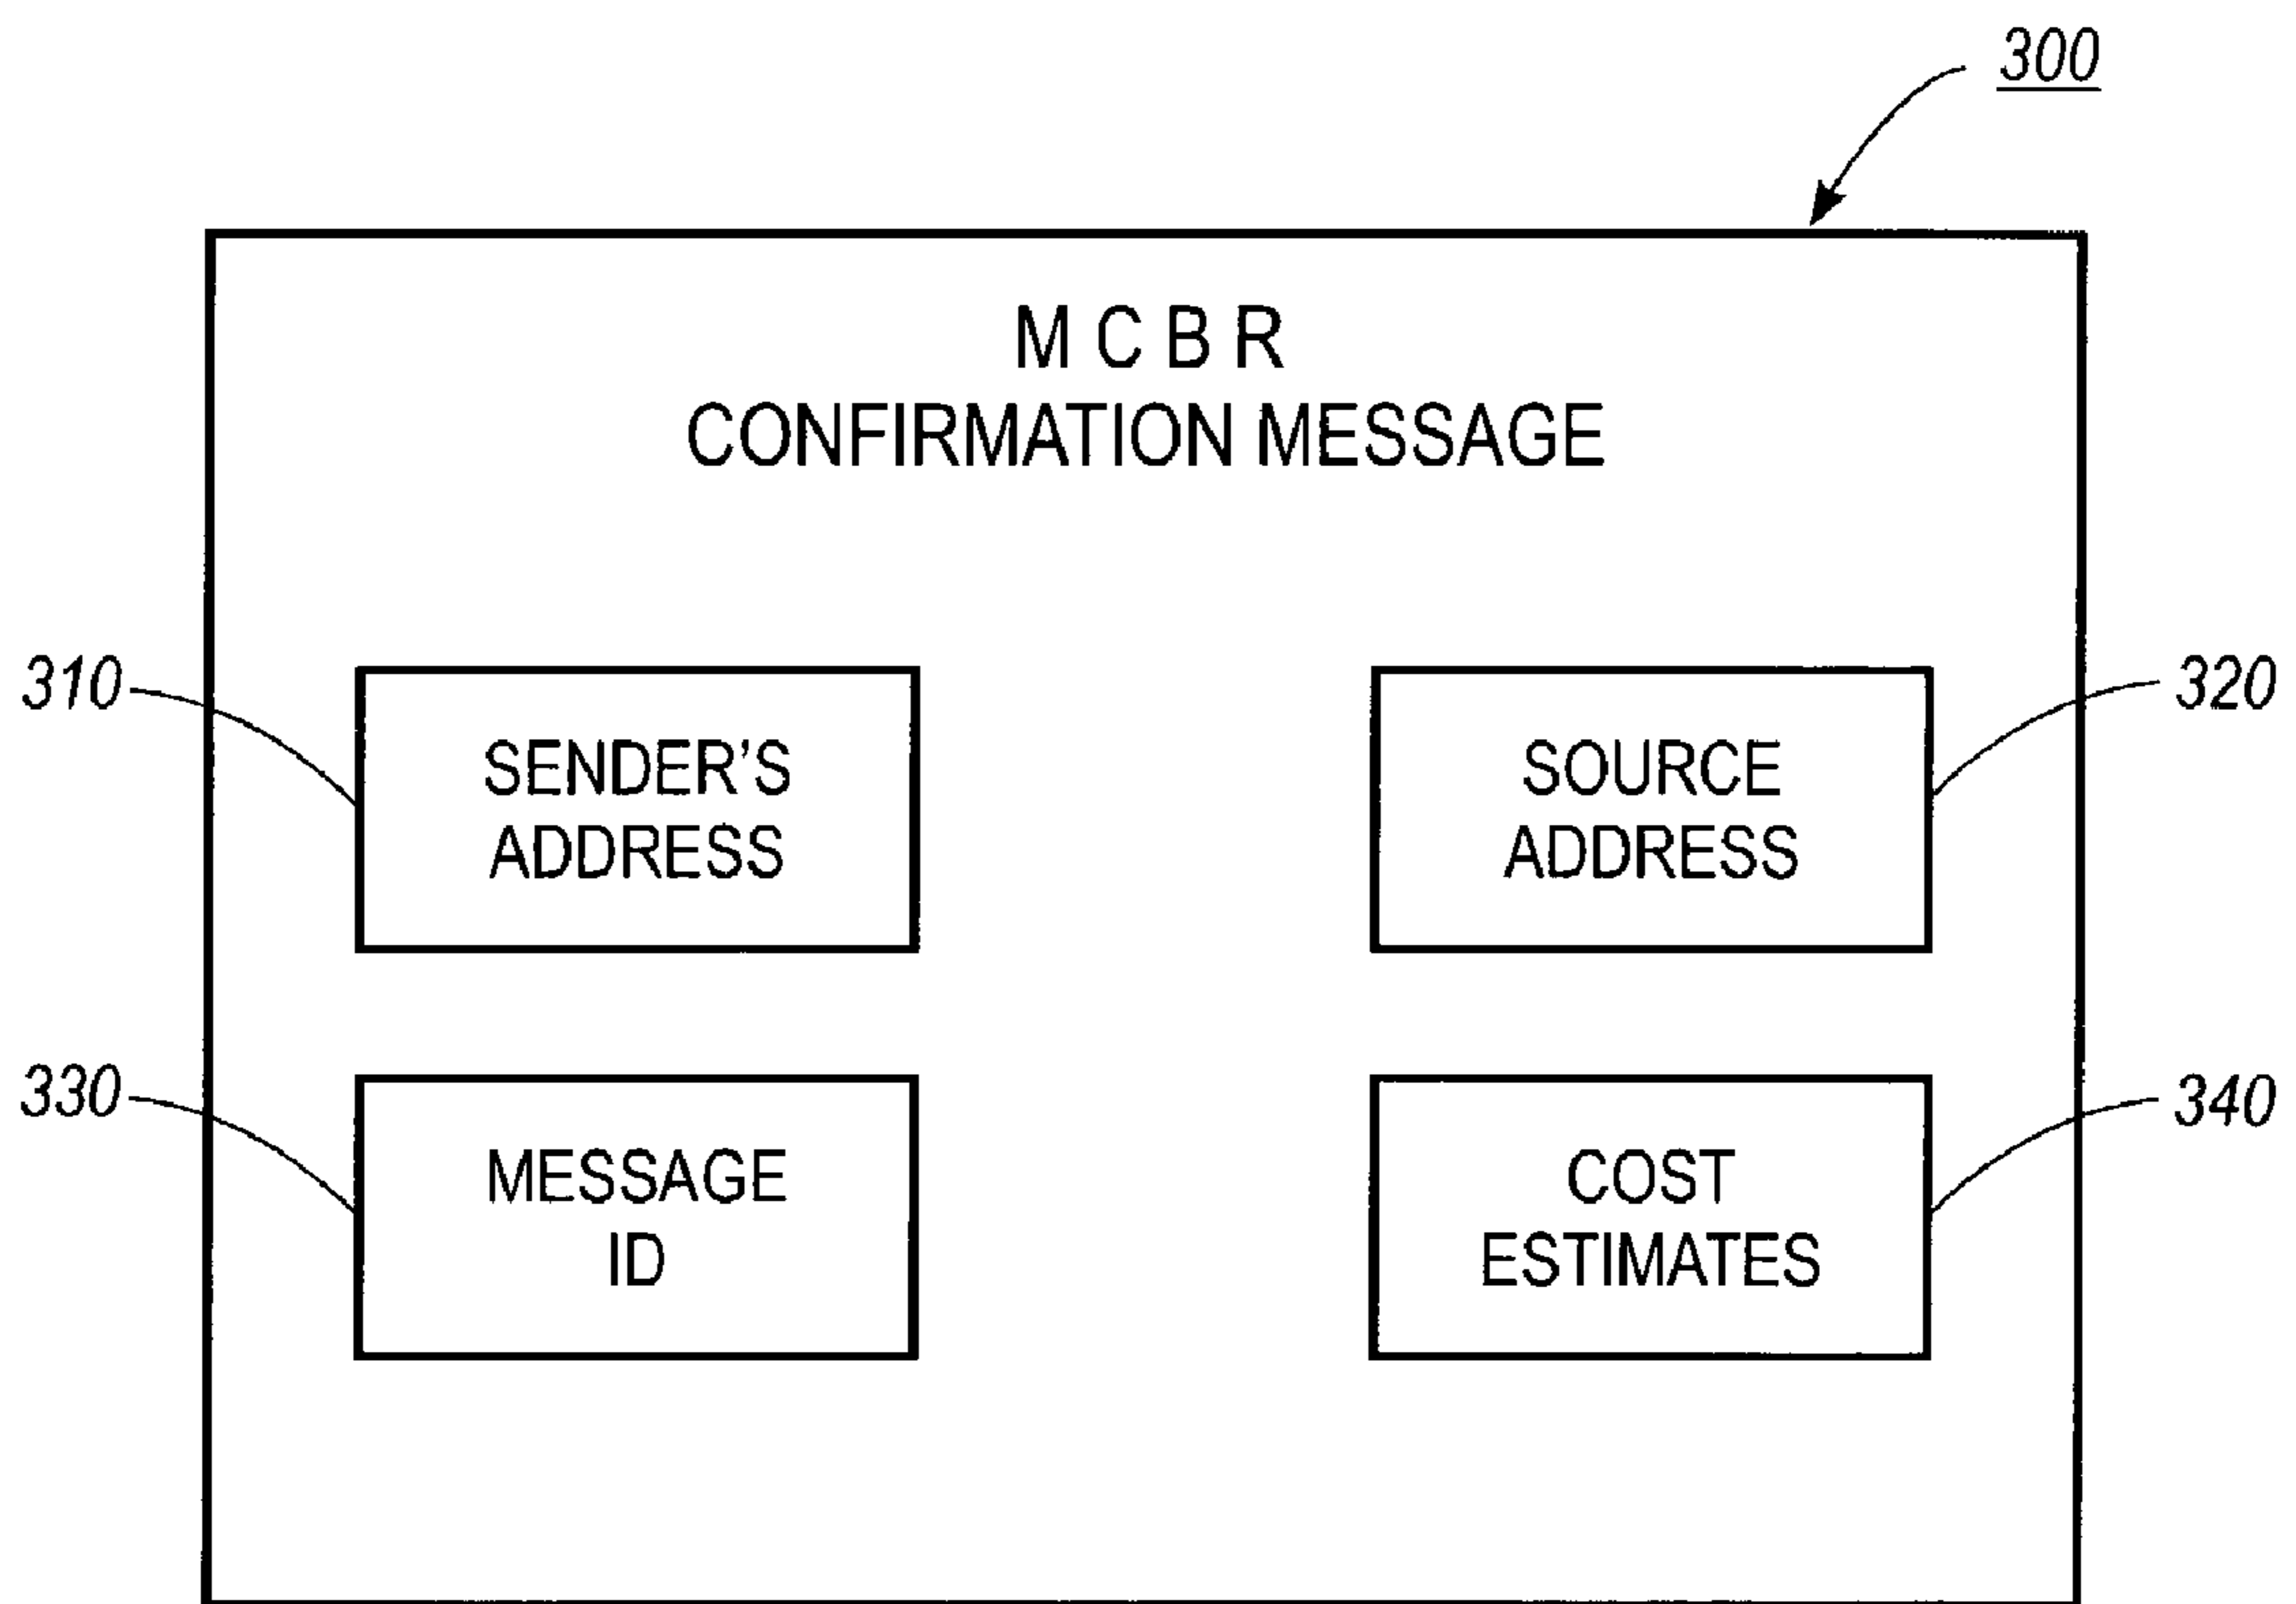 300
M C B R
CONFIRMATION MESSAGE
310
SENDER'S
ADDRESS
SOURCE
ADDRESS
320
330
MESSAGE
ID
COST
ESTIMATES
340